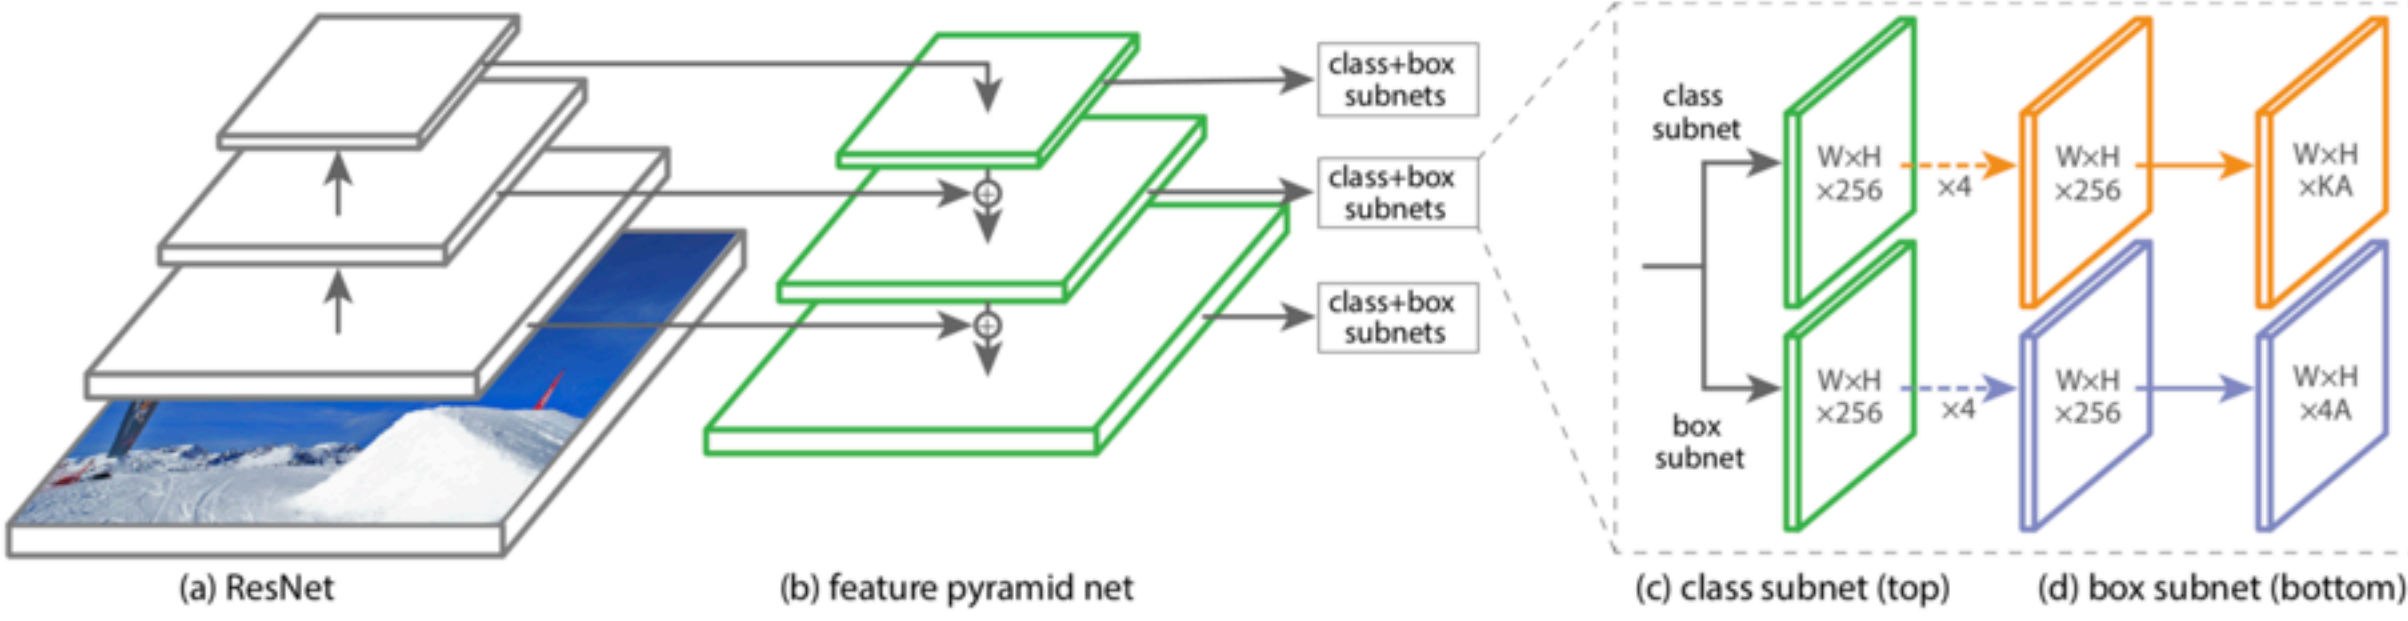 class+box
subnets
class+box
subnets
class+box
subnets
class
subnet
W×H
×256
×4
W×H
×256
W×H
×KA
box
subnet
W×H
×256
×4
W×H
×256
W×H
×4A
(a) ResNet
(b) feature pyramid net
(c) class subnet (top)
(d) box subnet (bottom)